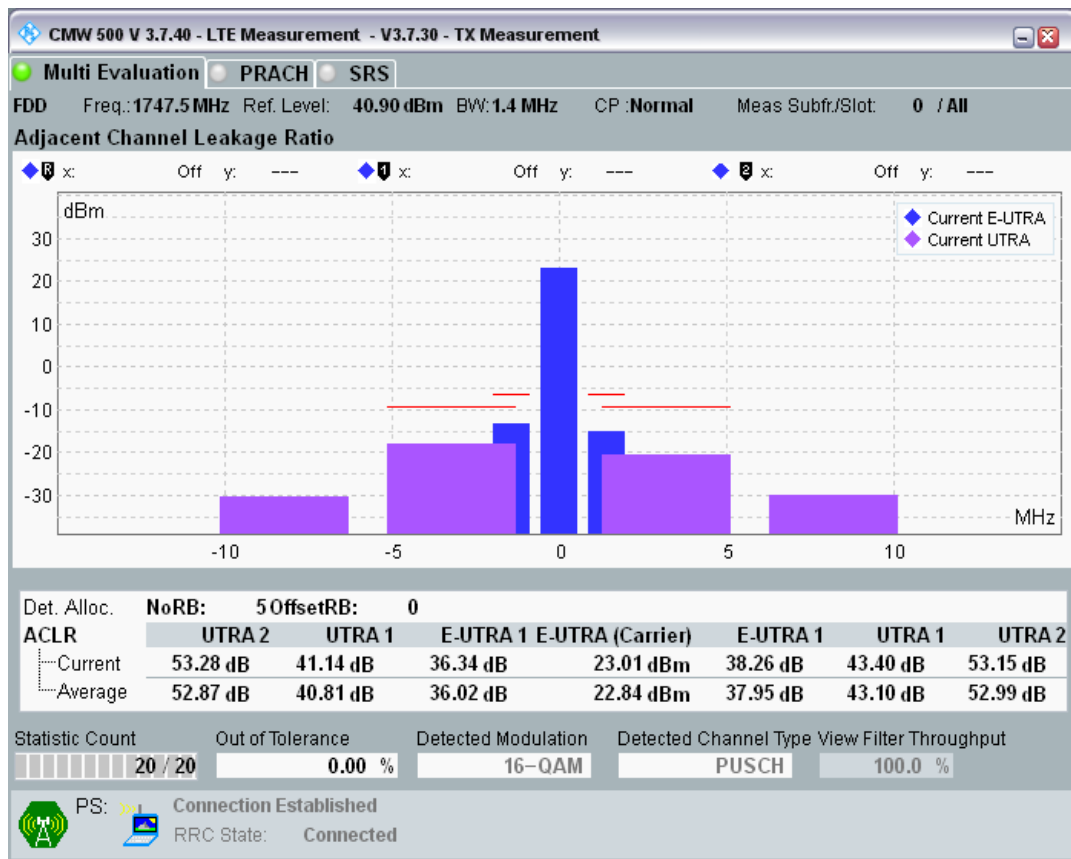 CMW 500 V 3.7.40 - LTE Measurement - V3.7.30 - TX Measurement
Multi Evaluation PRACH SRS
FDD Freq.: 1747.5 MHz Ref. Level: 40.90 dBm BW: 1.4 MHz CP :Normal Meas Subfr./Slot: 0 / All
Adjacent Channel Leakage Ratio
R x: Off y: --- 1 x: Off y: --- 2 x: Off y: ---
dBm
Current E-UTRA
Current UTRA
30
20
10
0
-10
-20
-30
MHz
-10 -5 0 5 10
Det. Alloc. NoRB: 5 OffsetRB: 0
ACLR UTRA 2 UTRA 1 E-UTRA 1 E-UTRA (Carrier) E-UTRA 1 UTRA 1 UTRA 2
Current 53.28 dB 41.14 dB 36.34 dB 23.01 dBm 38.26 dB 43.40 dB 53.15 dB
Average 52.87 dB 40.81 dB 36.02 dB 22.84 dBm 37.95 dB 43.10 dB 52.99 dB
Statistic Count Out of Tolerance Detected Modulation Detected Channel Type View Filter Throughput
20 / 20 0.00 % 16-QAM PUSCH 100.0 %
PS: Connection Established
RRC State: Connected